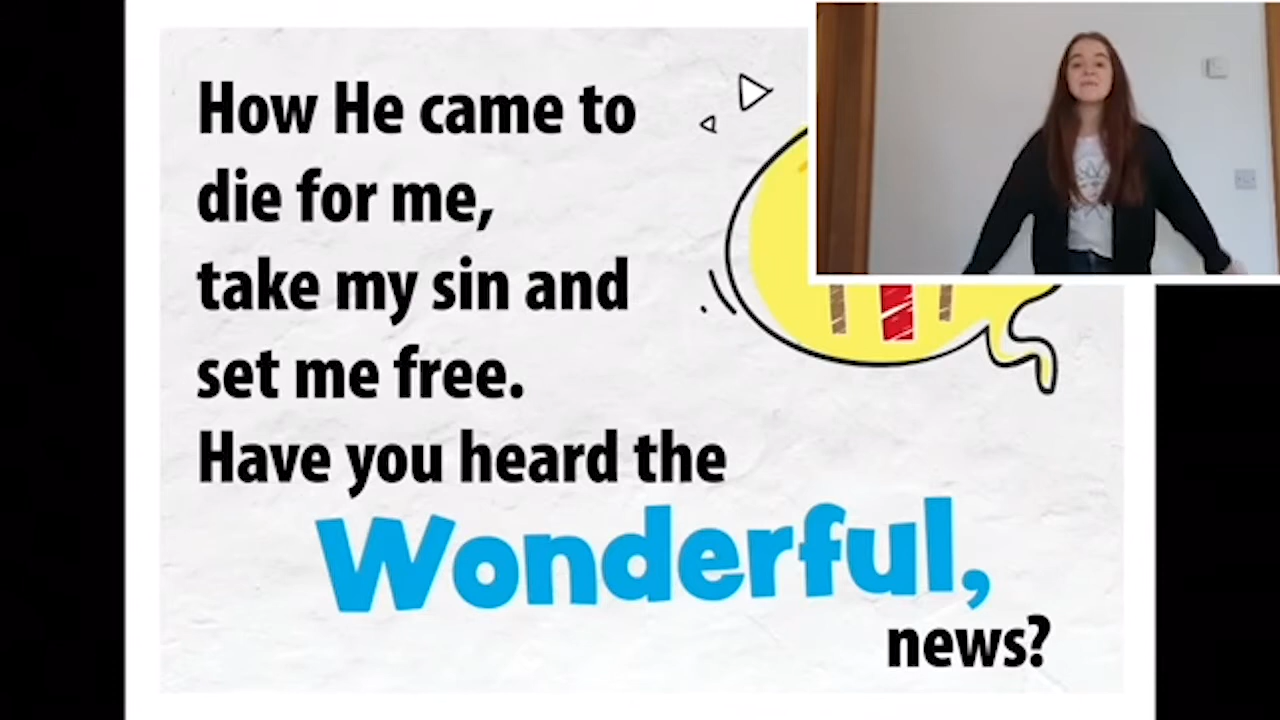 How He came to
die for me,
take my sin and
set me free.
Have you heard the
Wonderful,
news?